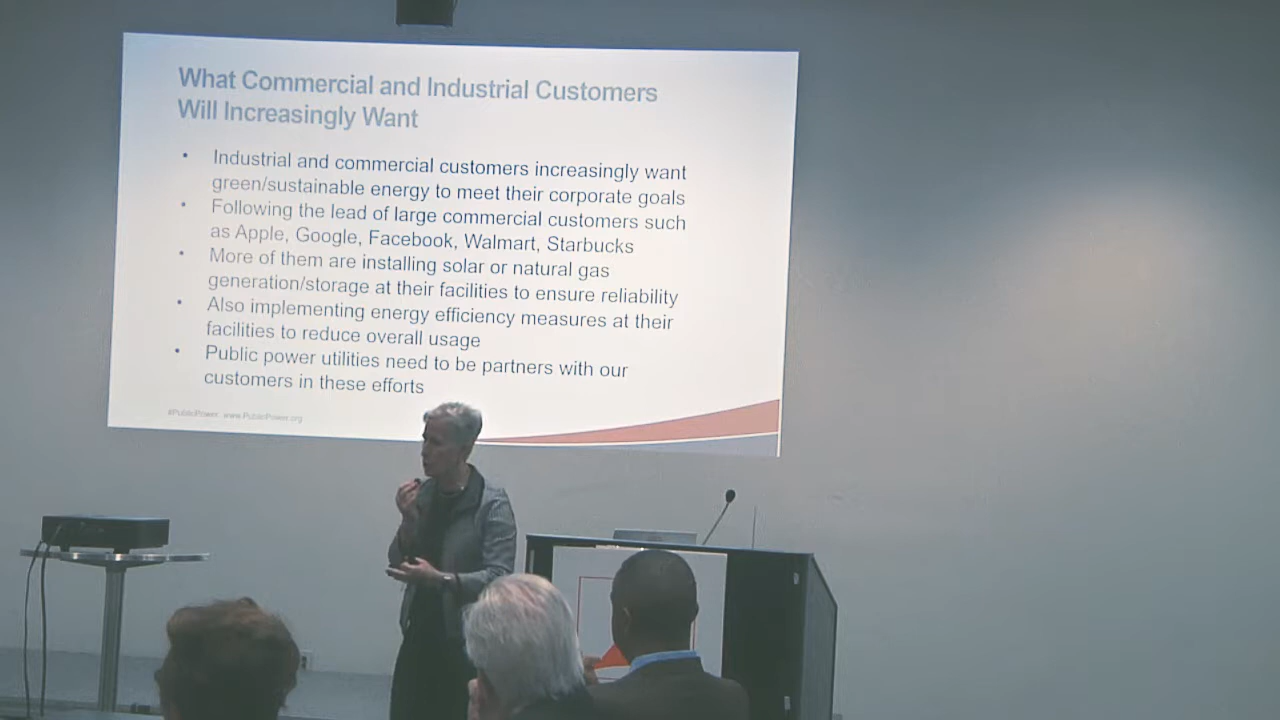 What Commercial and Industrial Customers
Will Increasingly Want
• Industrial and commercial customers increasingly want
green/sustainable energy to meet their corporate goals
• Following the lead of large commercial customers such
as Apple, Google, Facebook, Walmart, Starbucks
• More of them are installing solar or natural gas
generation/storage at their facilities to ensure reliability
• Also implementing energy efficiency measures at their
facilities to reduce overall usage
• Public power utilities need to be partners with our
customers in these efforts
#PublicPower www.PublicPower.org